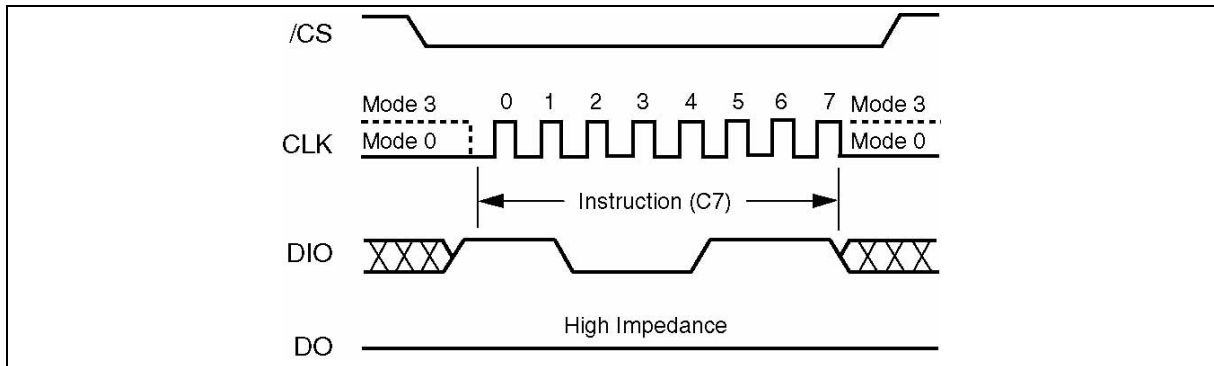 /CS
Mode 3 0 1 2 3 4 5 6 7 Mode 3
CLK Mode 0 Mode 0
Instruction (C7)
DIO
High Impedance
DO